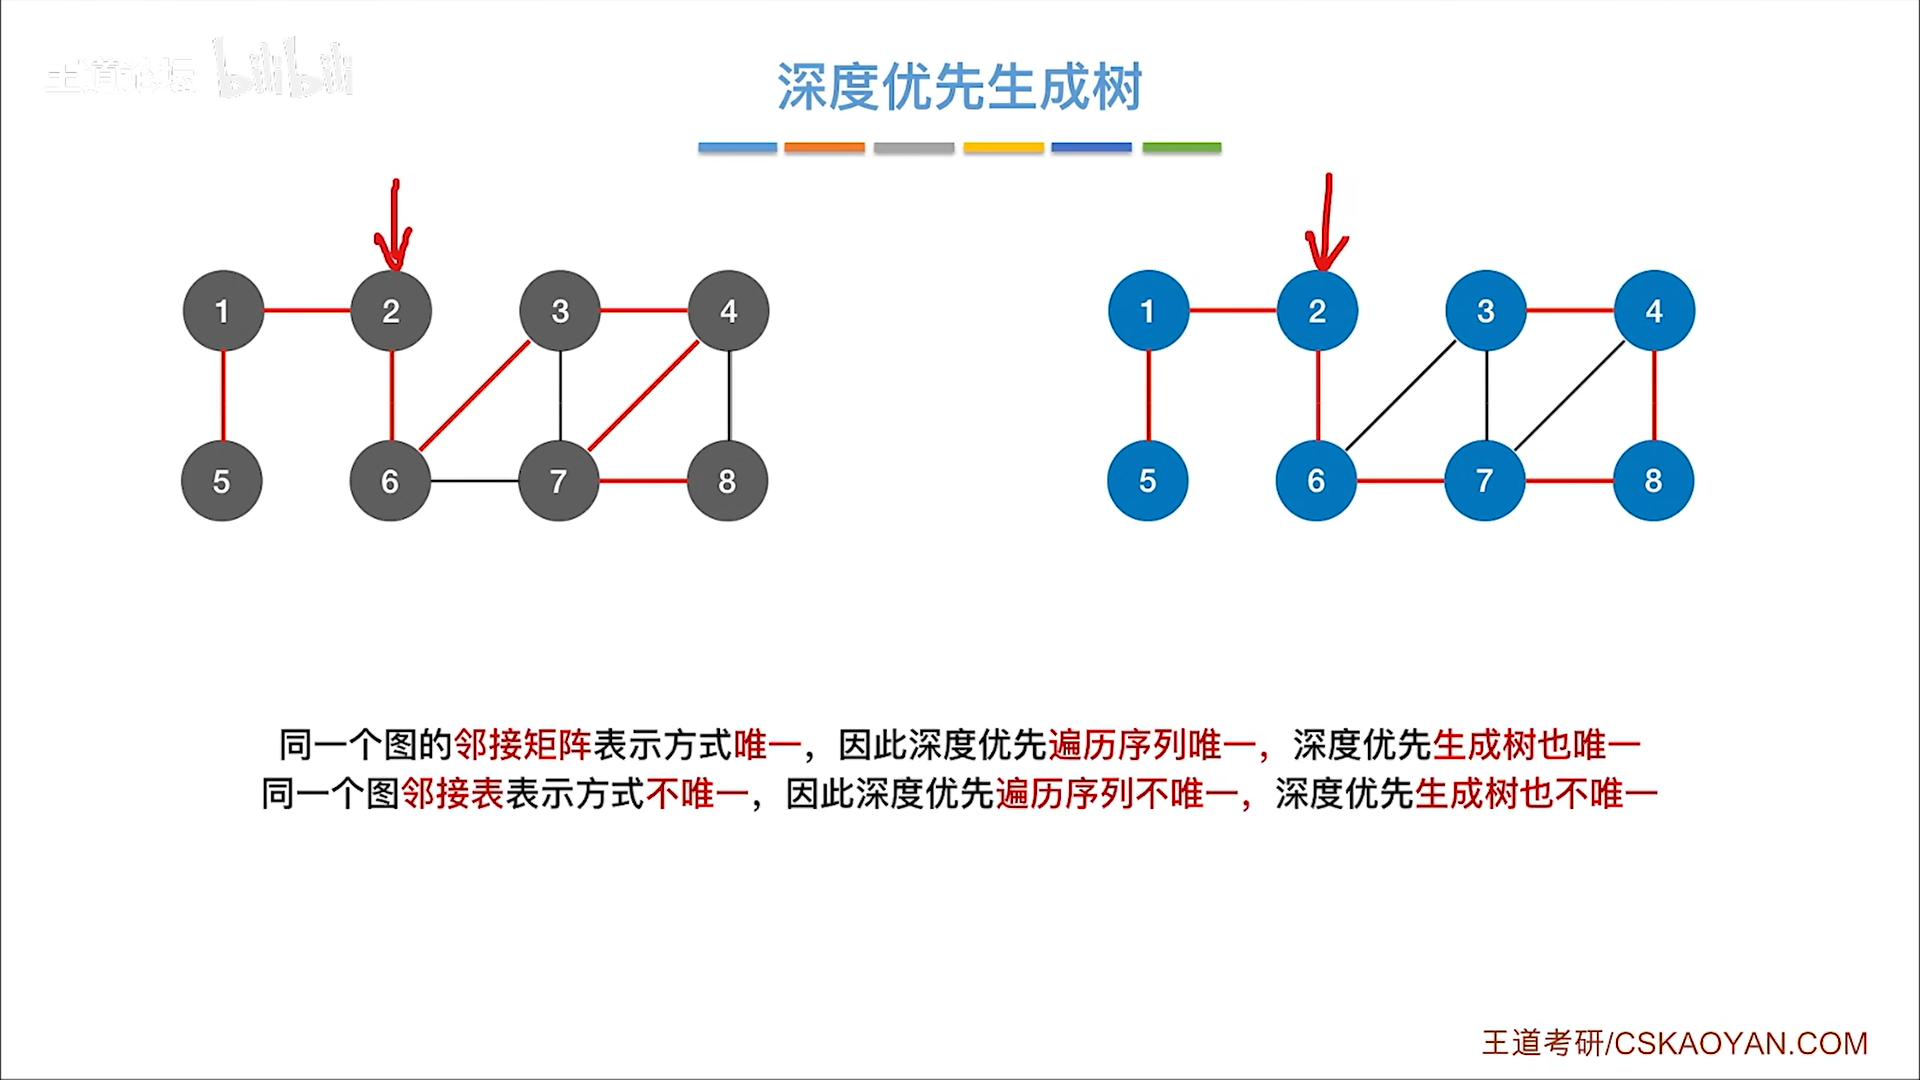 王道论坛 bilibili
深度优先生成树
1 2 3 4
5 6 7 8
1 2 3 4
5 6 7 8
同一个图的邻接矩阵表示方式唯一，因此深度优先遍历序列唯一，深度优先生成树也唯一
同一个图邻接表表示方式不唯一，因此深度优先遍历序列不唯一，深度优先生成树也不唯一
王道考研/CSKAOYAN.COM